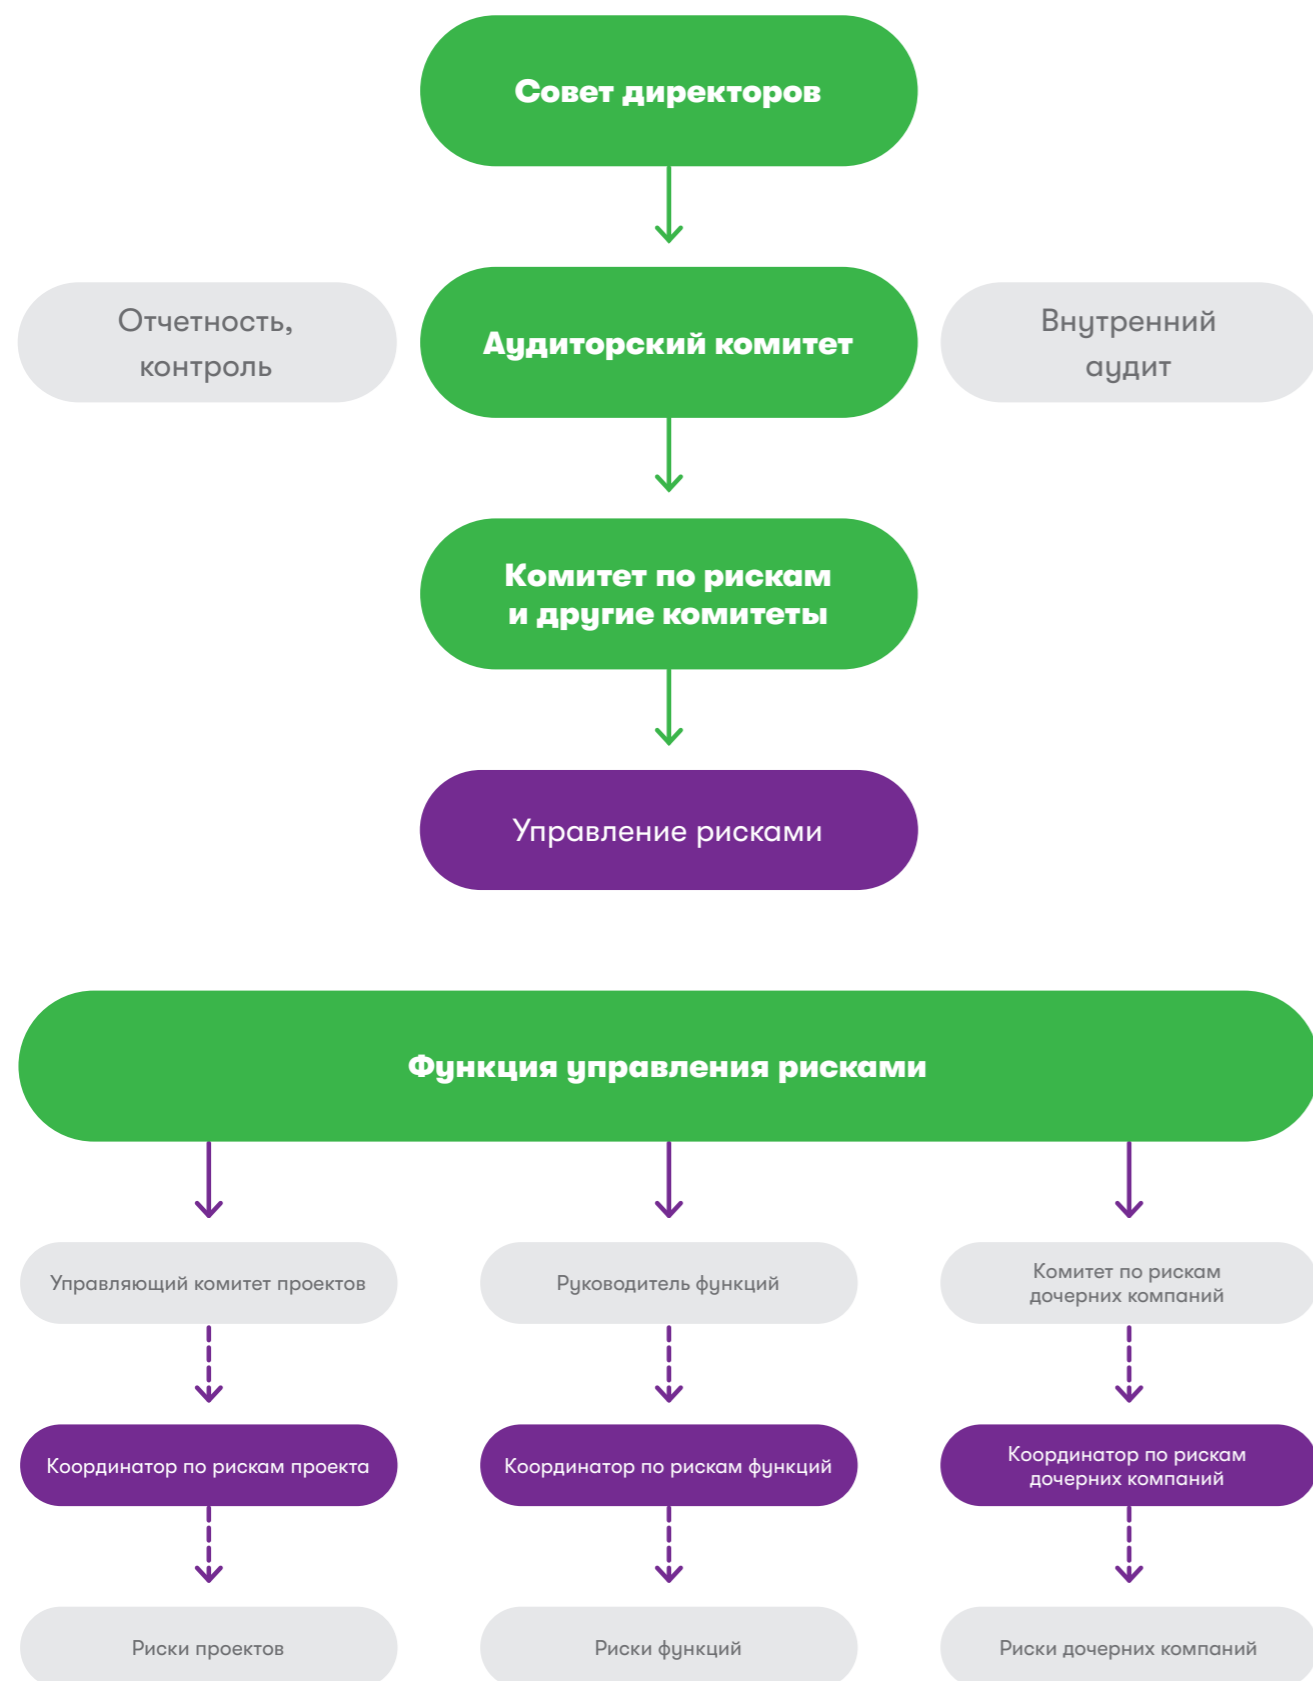 Совет директоров
Отчетность,
контроль
Аудиторский комитет
Внутренний
аудит
Комитет по рискам
и другие комитеты
Управление рисками
Функция управления рисками
Управляющий комитет проектов
Руководитель функций
Комитет по рискам
дочерних компаний
Координатор по рискам проекта
Координатор по рискам функций
Координатор по рискам
дочерних компаний
Риски проектов
Риски функций
Риски дочерних компаний